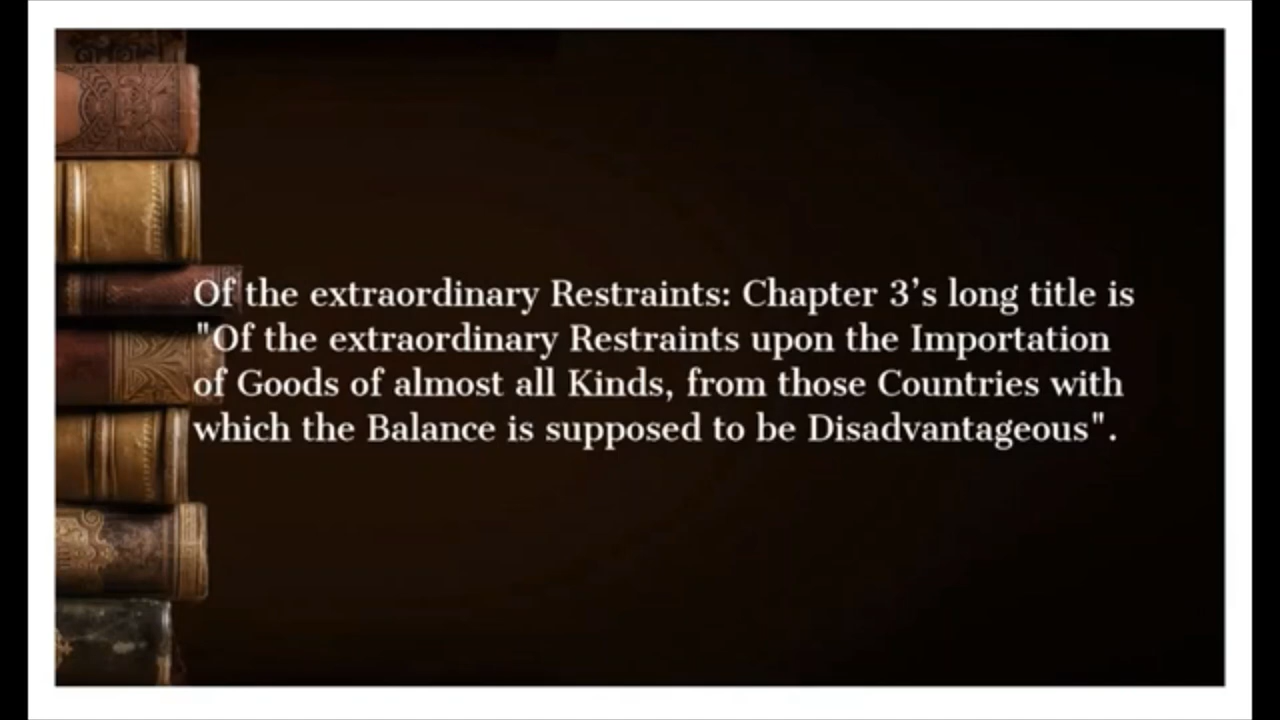 Of the extraordinary Restraints: Chapter 3’s long title is
"Of the extraordinary Restraints upon the Importation
of Goods of almost all Kinds, from those Countries with
which the Balance is supposed to be Disadvantageous".